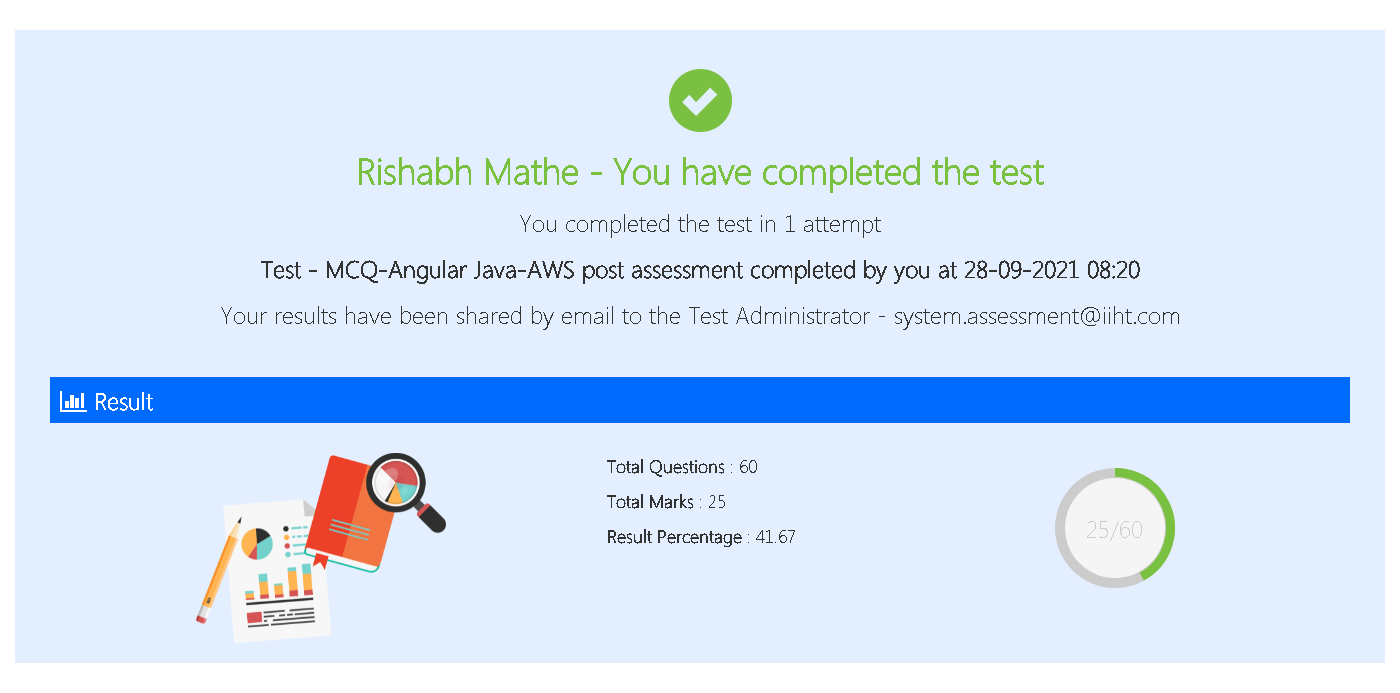 Rishabh Mathe - You have completed the test
You completed the test in 1 attempt
Test - MCQ-Angular Java-AWS post assessment completed by you at 28-09-2021 08:20
Your results have been shared by email to the Test Administrator - system.assessment@iiht.com
Result
Total Questions : 60
Total Marks : 25
Result Percentage : 41.67
25/60